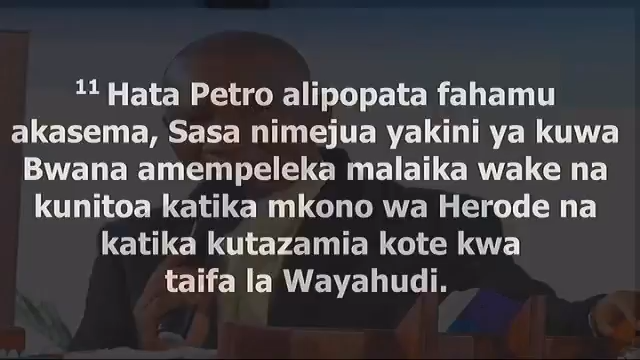 11 Hata Petro alipopata fahamu
akasema, Sasa nimejua yakini ya kuwa
Bwana amempeleka malaika wake na
kunitoa katika mkono wa Herode na
katika kutazamia kote kwa
taifa la Wayahudi.